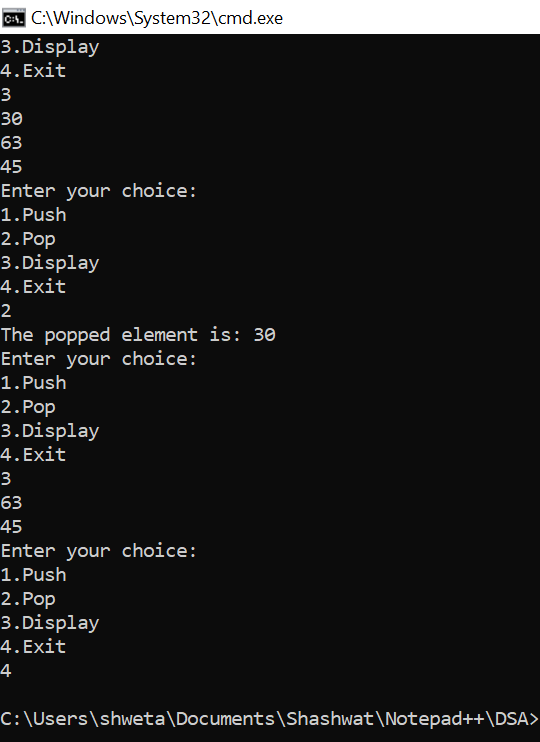 C:\Windows\System32\cmd.exe
3.Display
4.Exit
3
30
63
45
Enter your choice:
1.Push
2.Pop
3.Display
4.Exit
2
The popped element is: 30
Enter your choice:
1.Push
2.Pop
3.Display
4.Exit
3
63
45
Enter your choice:
1.Push
2.Pop
3.Display
4.Exit
4
C:\Users\shweta\Documents\Shashwat\Notepad++\DSA>